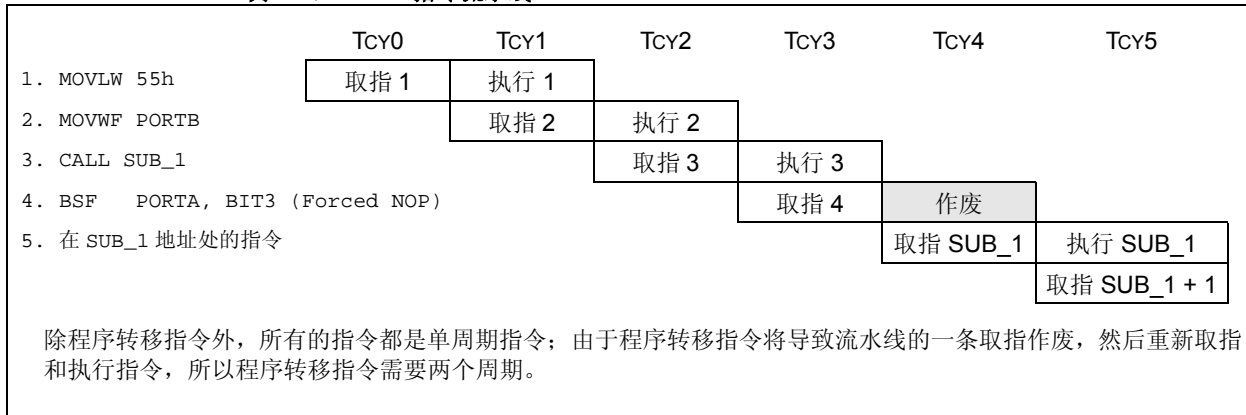 TCY0 TCY1 TCY2 TCY3 TCY4 TCY5
1. MOVLW 55h 取指 1 执行 1
2. MOVWF PORTB 取指 2 执行 2
3. CALL SUB_1 取指 3 执行 3
4. BSF PORTA, BIT3 (Forced NOP) 取指 4 作废
5. 在 SUB_1 地址处的指令 取指 SUB_1 执行 SUB_1
取指 SUB_1 + 1
除程序转移指令外，所有的指令都是单周期指令；由于程序转移指令将导致流水线的一条取指作废，然后重新取指
和执行指令，所以程序转移指令需要两个周期。